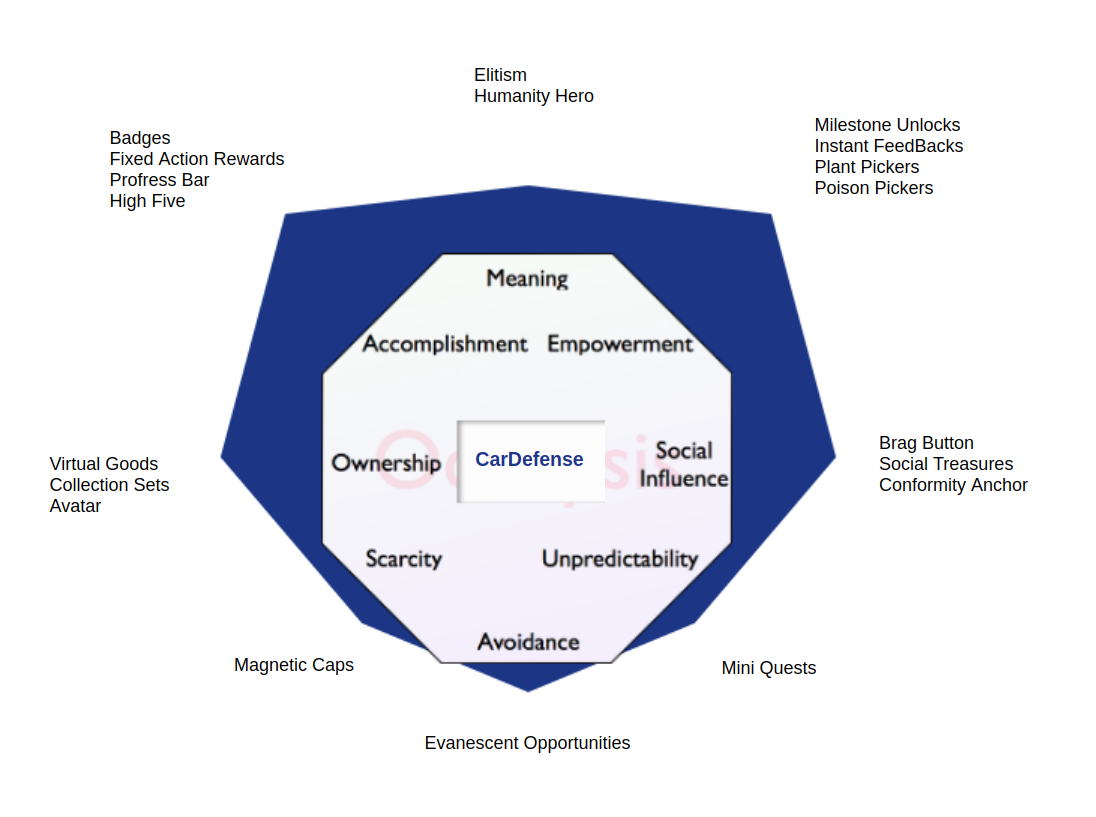 Elitism
Humanity Hero
Badges
Fixed Action Rewards
Profress Bar
High Five
Milestone Unlocks
Instant FeedBacks
Plant Pickers
Poison Pickers
Meaning
Accomplishment
Empowerment
Ownership
CarDefense
Social
Influence
Virtual Goods
Collection Sets
Avatar
Brag Button
Social Treasures
Conformity Anchor
Scarcity
Unpredictability
Avoidance
Magnetic Caps
Mini Quests
Evanescent Opportunities